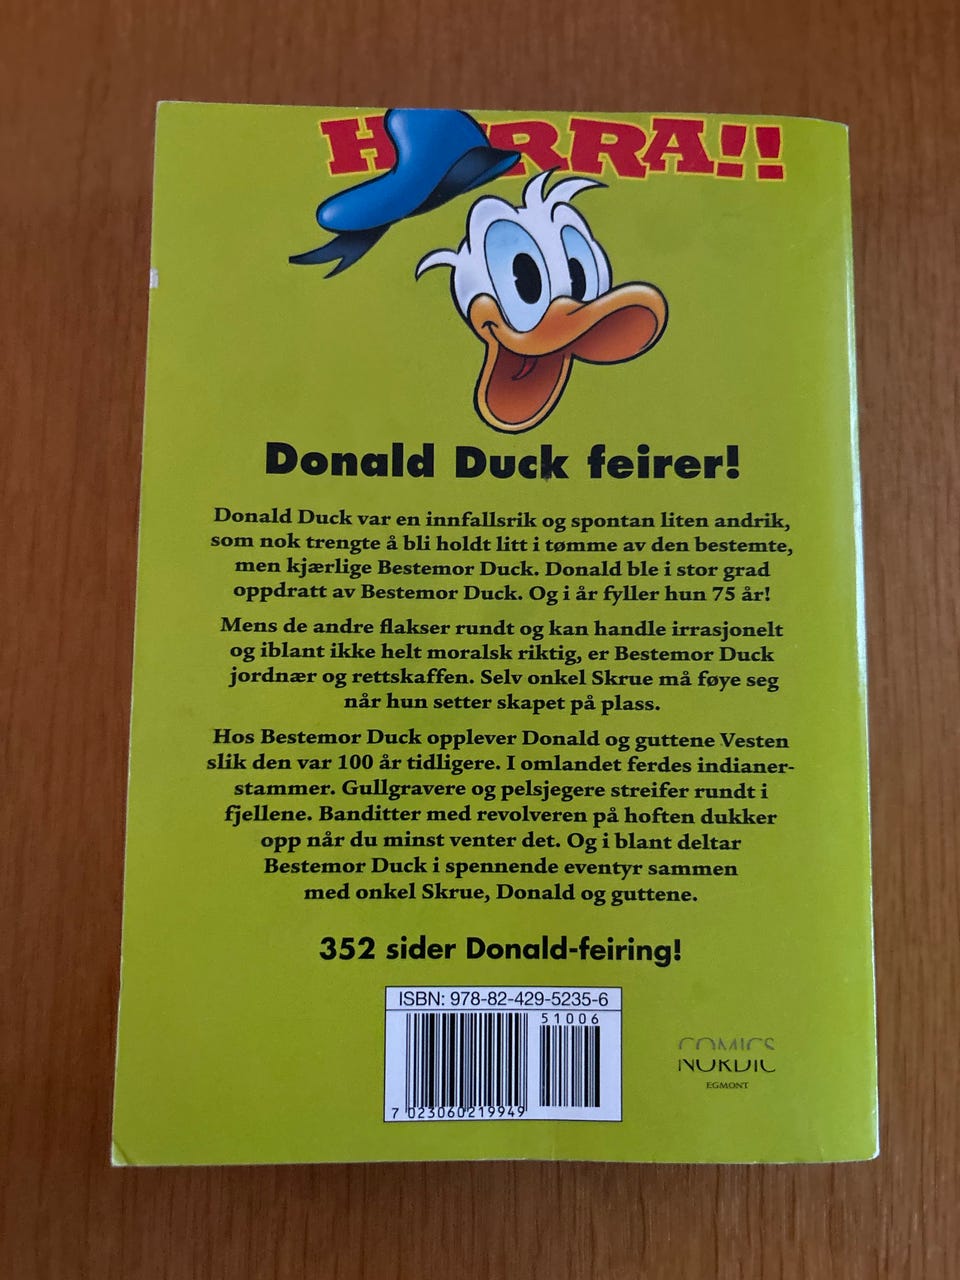 HURRA!!
Donald Duck feirer!
Donald Duck var en innfallsrik og spontan liten andrik,
som nok trengte å bli holdt litt i tømme av den bestemte,
men kjærlige Bestemor Duck. Donald ble i stor grad
oppdratt av Bestemor Duck. Og i år fyller hun 75 år!
Mens de andre flakser rundt og kan handle irrasjonelt
og iblant ikke helt moralsk riktig, er Bestemor Duck
jordnær og rettskaffen. Selv onkel Skrue må føye seg
når hun setter skapet på plass.
Hos Bestemor Duck opplever Donald og guttene Vesten
slik den var 100 år tidligere. I omlandet ferdes indianer-
stammer. Gullgravere og pelsjegere streifer rundt i
fjellene. Banditter med revolveren på hoften dukker
opp når du minst venter det. Og i blant deltar
Bestemor Duck i spennende eventyr sammen
med onkel Skrue, Donald og guttene.
352 sider Donald-feiring!
ISBN: 978-82-429-5235-6
51006
7 023060219949
COMICS
NORDIC
EGMONT